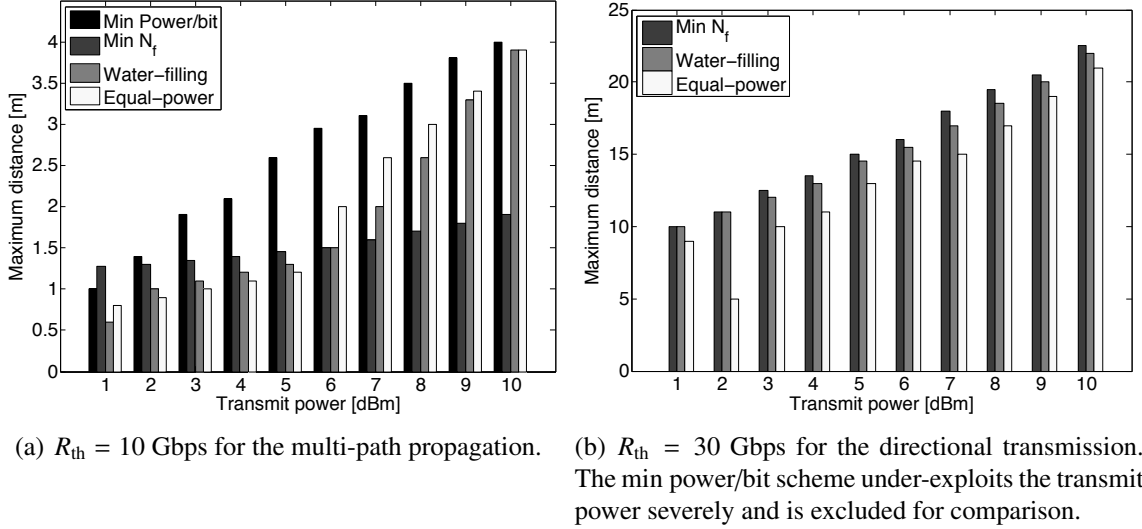 Maximum distance [m]
4
3.5
3
2.5
2
1.5
1
0.5
0
Min Power/bit
Min N_f
Water−filling
Equal−power
1 2 3 4 5 6 7 8 9 10
Transmit power [dBm]
(a) R_th = 10 Gbps for the multi-path propagation.
Maximum distance [m]
25
20
15
10
5
0
Min N_f
Water−filling
Equal−power
1 2 3 4 5 6 7 8 9 10
Transmit power [dBm]
(b) R_th = 30 Gbps for the directional transmission.
The min power/bit scheme under-exploits the transmit
power severely and is excluded for comparison.